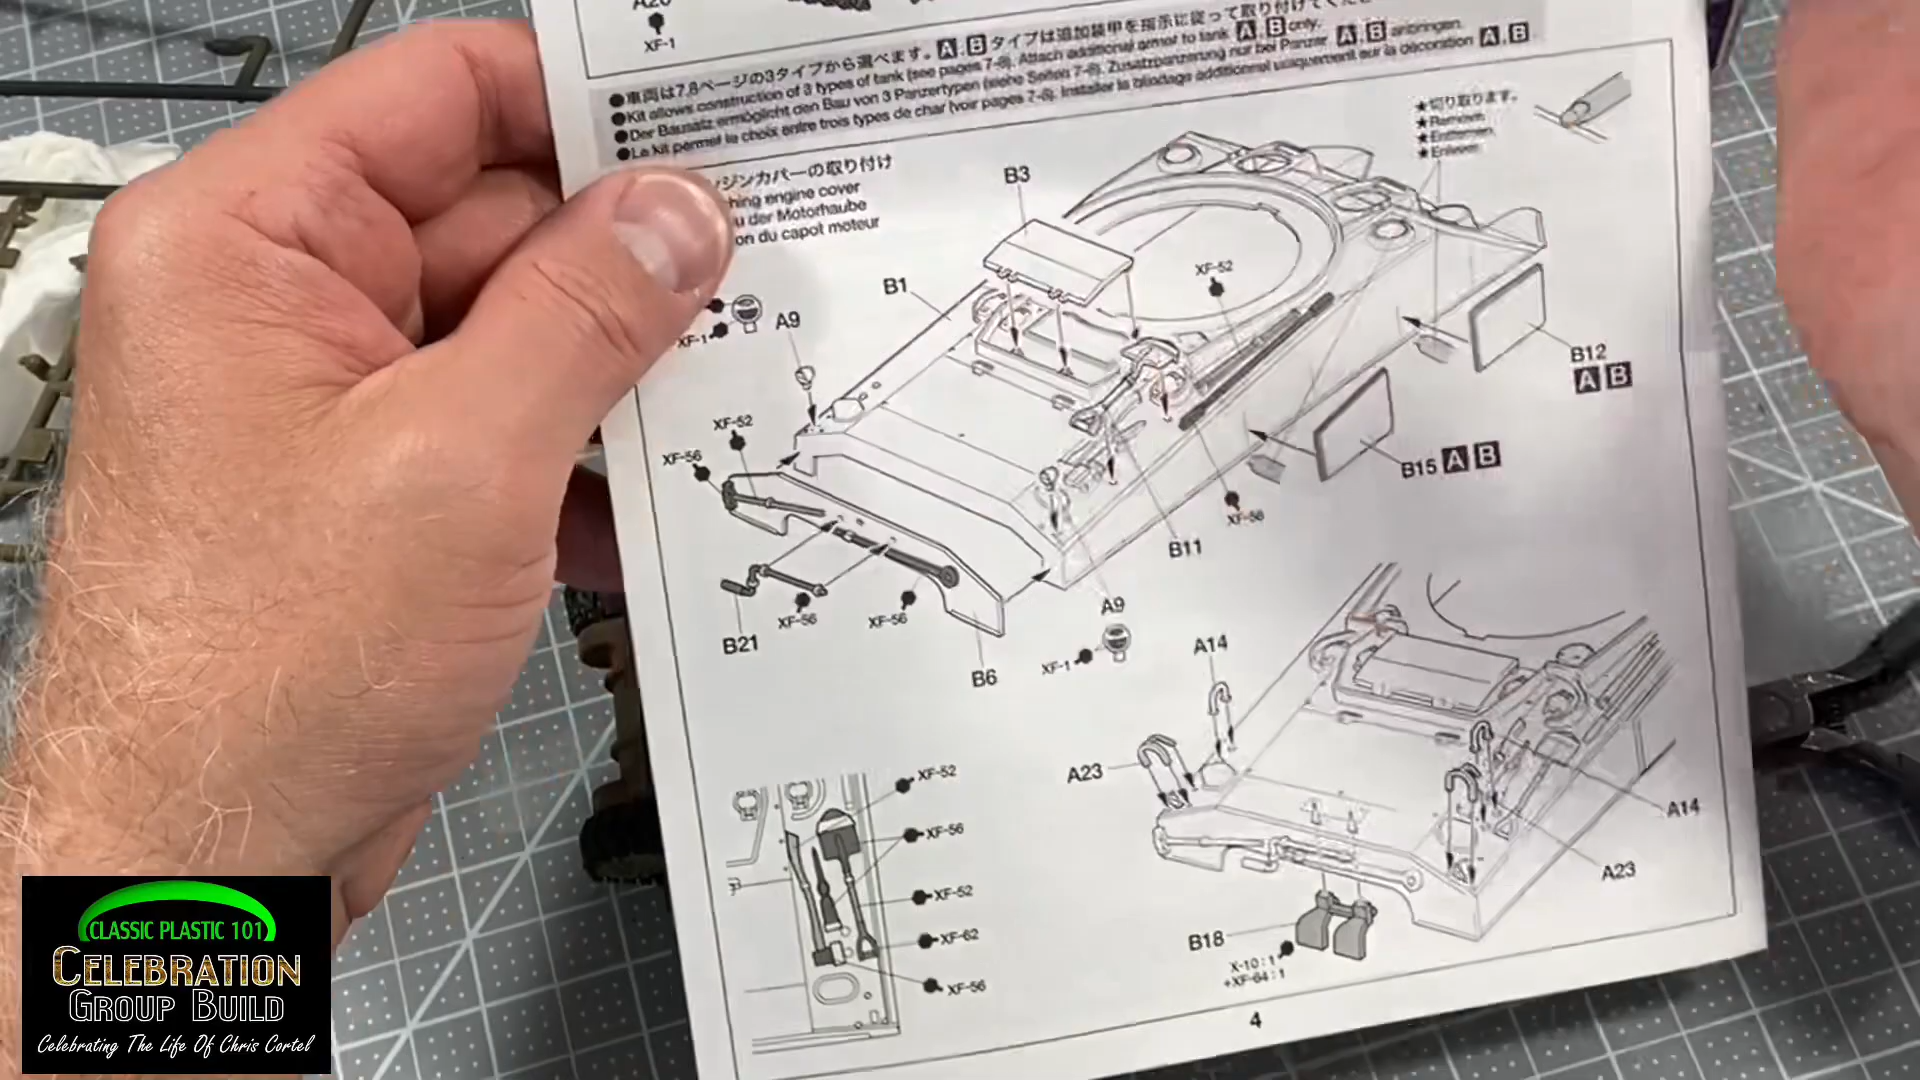 A20
XF-1
●車両は7,8ページの3タイプから選べます。A,Bタイプは追加装甲を指示に従って取り付けてくだ
●Kit allows construction of 3 types of tank (see pages 7-8). Attach additional armor to tank A, B only.
●Der Bausatz ermöglicht den Bau von 3 Panzertypen (siehe Seiten 7-8). Zusatzpanzerung nur bei Panzer A, B anbringen.
●Le kit permet le choix entre trois types de char (voir pages 7-8). Installer le blindage additionnel uniquement sur la décoration A, B
★切り取ります。
★Remove
★Entfernen
★Enlever
ンジンカバーの取り付け
hing engine cover
u der Motorhaube
on du capot moteur
B3
B1
XF-52
A9
XF-1
B12
A B
XF-52
XF-56
B15 A B
XF-56
B11
B21
XF-56
XF-56
B6
A9
XF-1
A14
A23
A14
A23
B18
X-10 : 1
+XF-64 : 1
XF-52
XF-56
XF-52
XF-62
XF-56
4
CLASSIC PLASTIC 101
CELEBRATION
GROUP BUILD
Celebrating The Life Of Chris Cortel